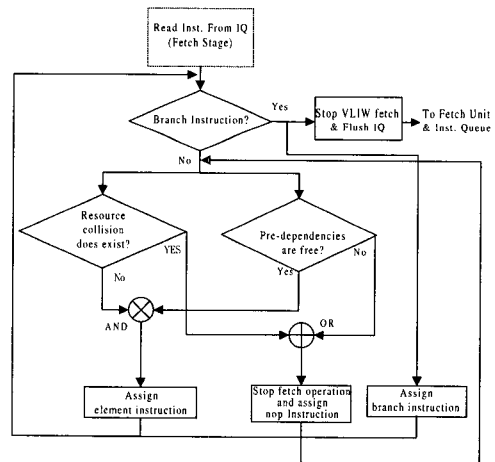 Read Inst. From IQ
(Fetch Stage)
Branch Instruction?
Yes
Stop VLIW fetch
& Flush IQ
To Fetch Unit
& Inst. Queue
No
Resource
collision
does exist?
YES
No
Pre-dependencies
are free?
No
Yes
AND
OR
Assign
element instruction
Stop fetch operation
and assign
nop Instruction
Assign
branch instruction